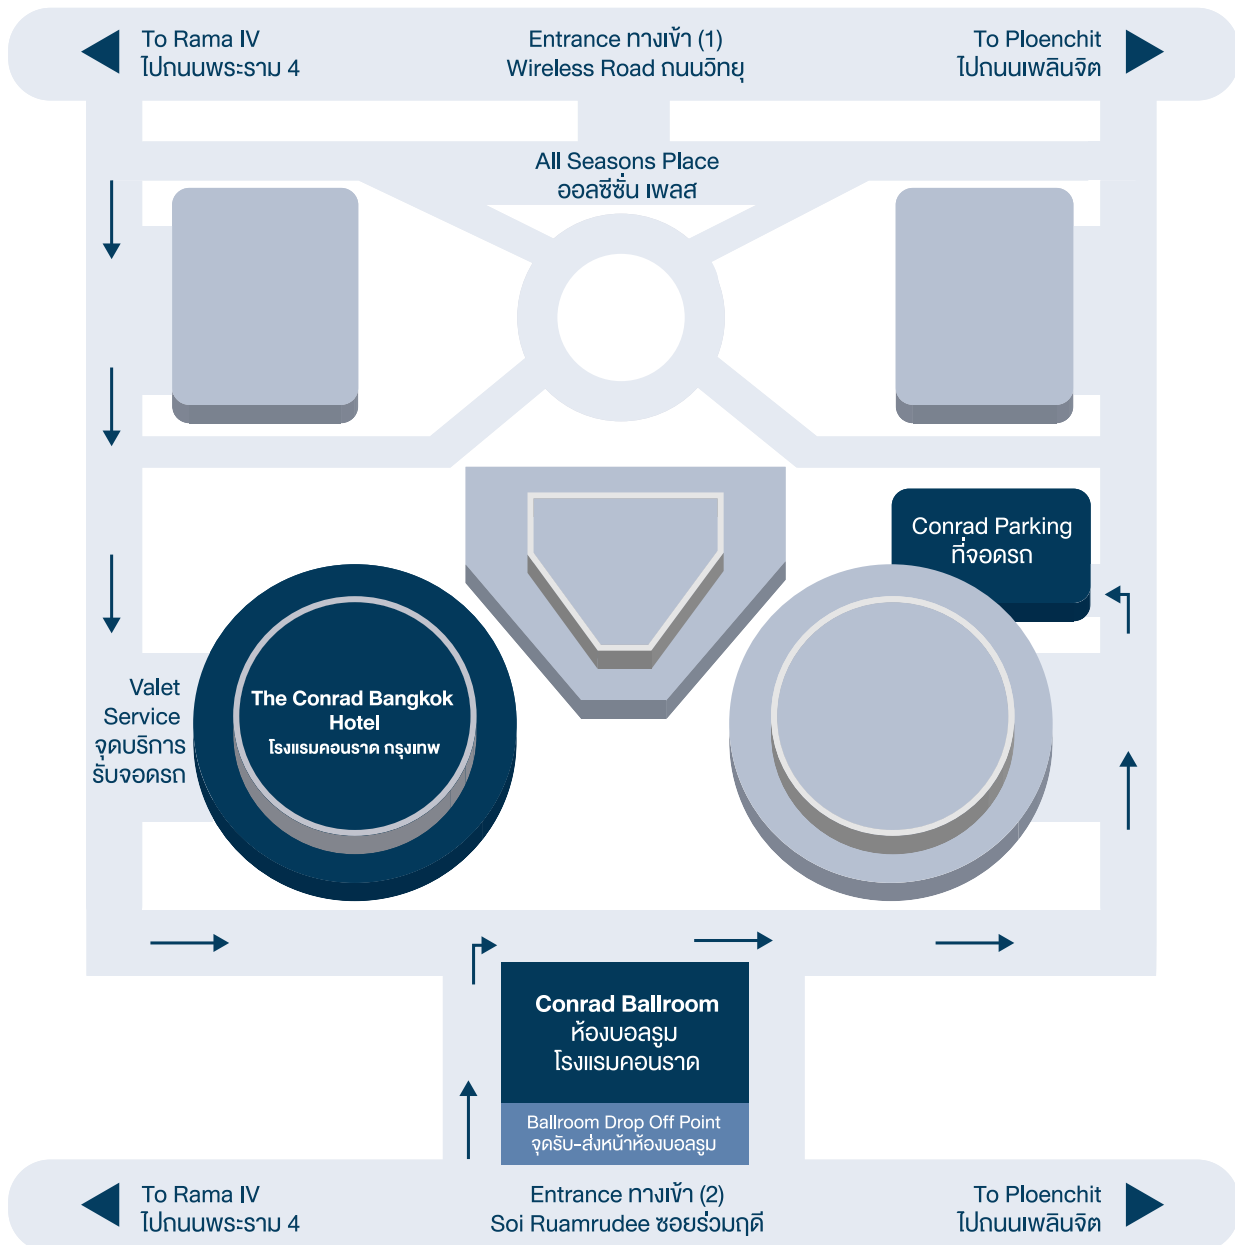 To Rama IV
ไปถนนพระราม 4
Entrance ทางเข้า (1)
Wireless Road ถนนวิทยุ
To Ploenchit
ไปถนนเพลินจิต
All Seasons Place
ออลซีซั่น เพลส
Conrad Parking
ที่จอดรถ
Valet
Service
จุดบริการ
รับจอดรถ
The Conrad Bangkok
Hotel
โรงแรมคอนราด กรุงเทพ
Conrad Ballroom
ห้องบอลรูม
โรงแรมคอนราด
Ballroom Drop Off Point
จุดรับ-ส่งหน้าห้องบอลรูม
To Rama IV
ไปถนนพระราม 4
Entrance ทางเข้า (2)
Soi Ruamrudee ซอยร่วมฤดี
To Ploenchit
ไปถนนเพลินจิต